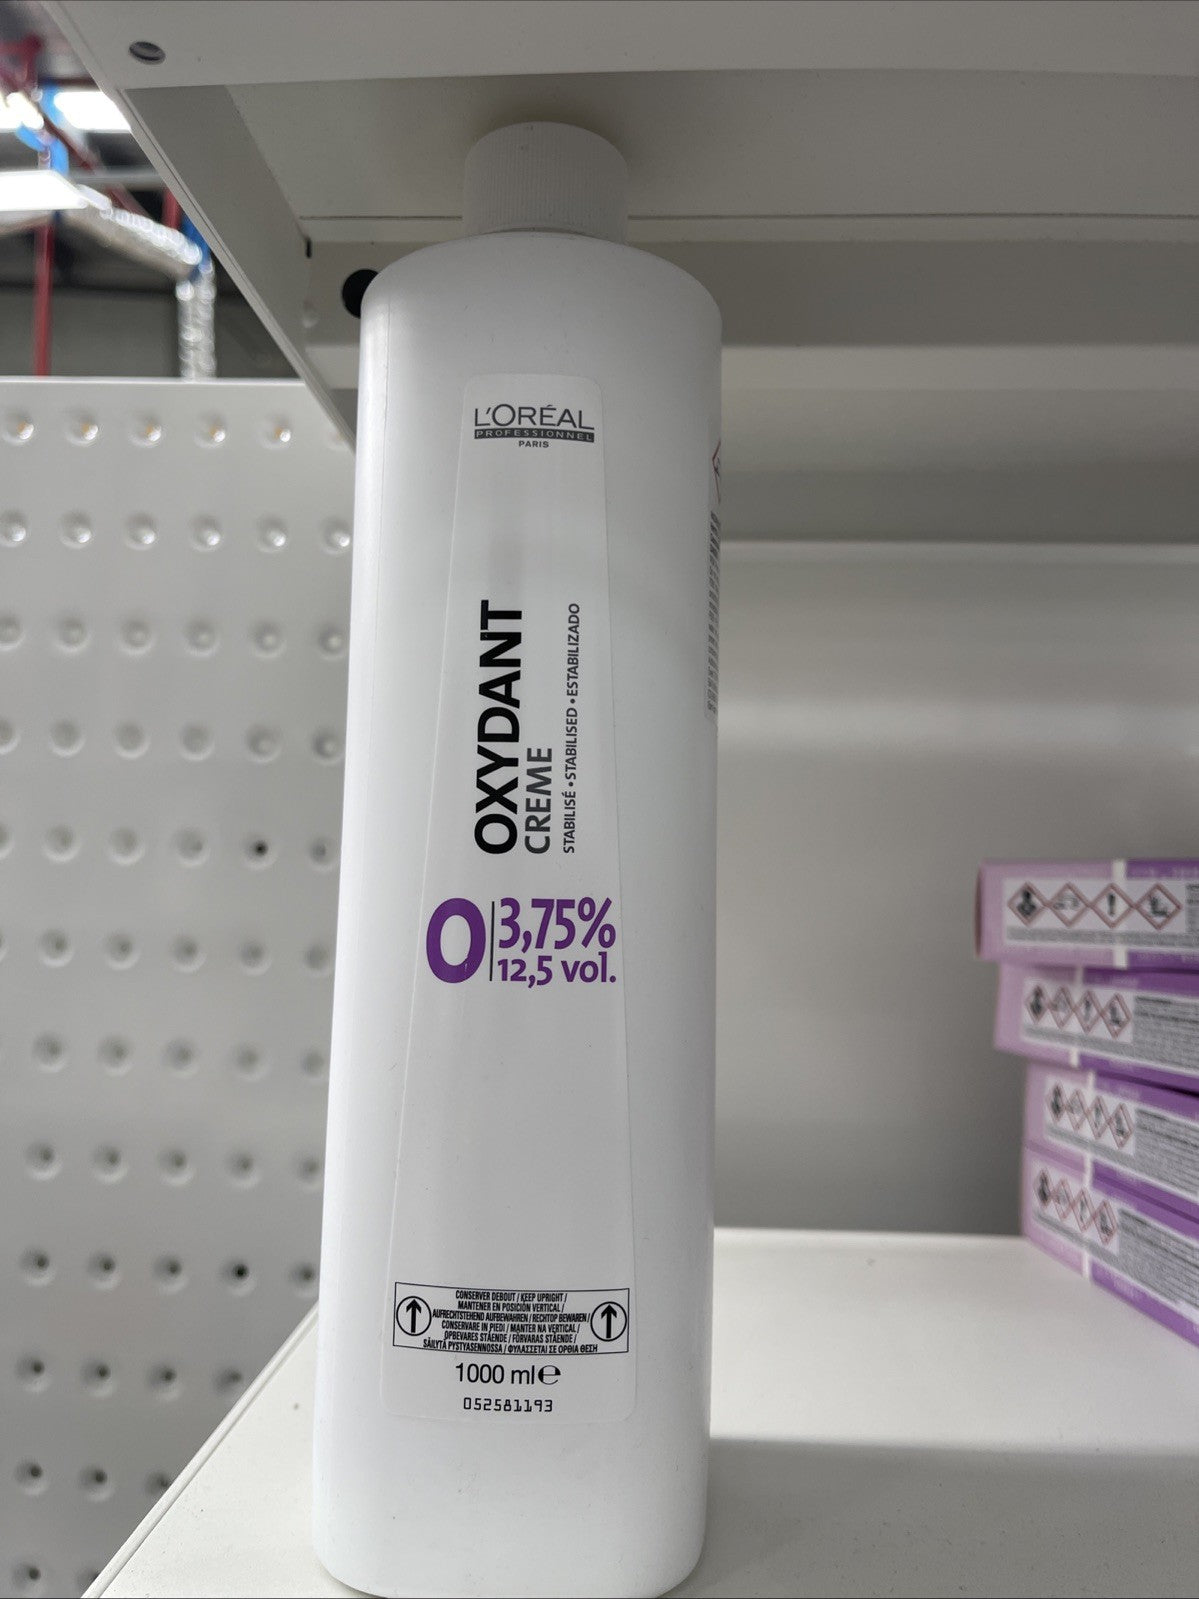 L'ORÉAL
PROFESSIONNEL
PARIS
OXYDANT
CREME
STABILISÉ • STABILISED • ESTABILIZADO
0
3,75%
12,5 vol.
CONSERVER DEBOUT / KEEP UPRIGHT /
MANTENER EN POSICIÓN VERTICAL /
AUFRECHTSTEHEND AUFBEWAHREN / RECHTOP BEWAREN /
CONSERVARE IN PIEDI / MANTER NA VERTICAL /
OPBEVARES STÅENDE / FÖRVARAS STÅENDE /
SÄILYTÄ PYSTYASENNOSSA / ΦΥΛΑΣΣΕΤΑΙ ΣΕ ΟΡΘΙΑ ΘΕΣΗ
1000 ml ℮
052581193